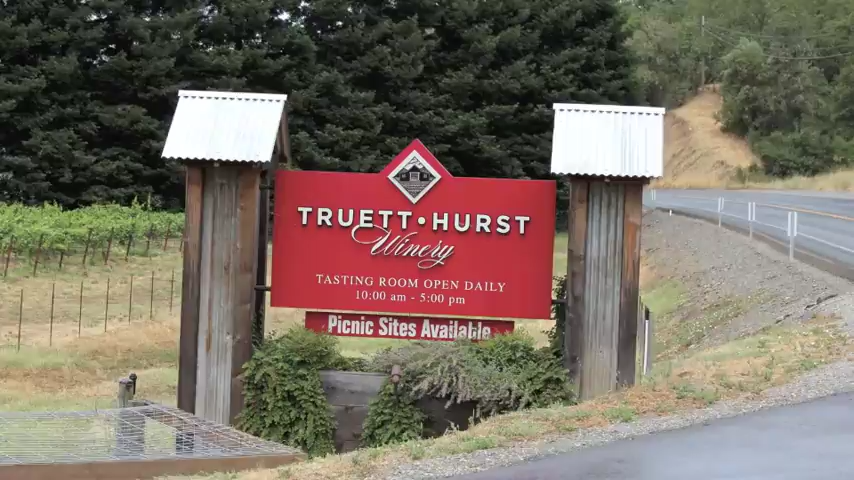 TRUETT • HURST
Winery
TASTING ROOM OPEN DAILY
10:00 am - 5:00 pm
Picnic Sites Available